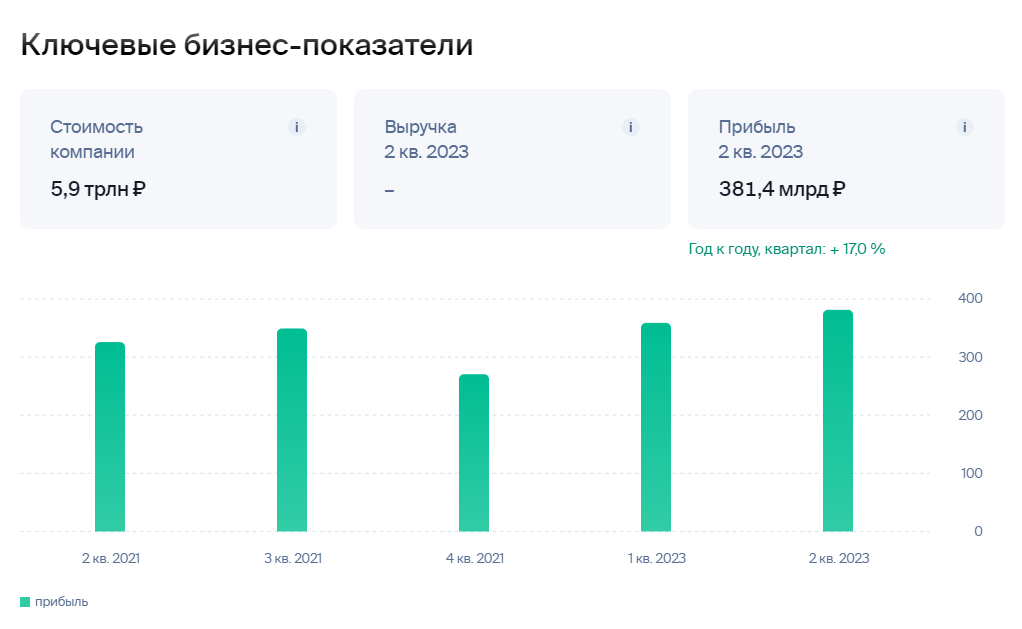 Ключевые бизнес-показатели
Стоимость
компании
i
5,9 трлн ₽
Выручка
2 кв. 2023
i
–
Прибыль
2 кв. 2023
i
381,4 млрд ₽
Год к году, квартал: + 17,0 %
400
300
200
100
0
2 кв. 2021
3 кв. 2021
4 кв. 2021
1 кв. 2023
2 кв. 2023
прибыль